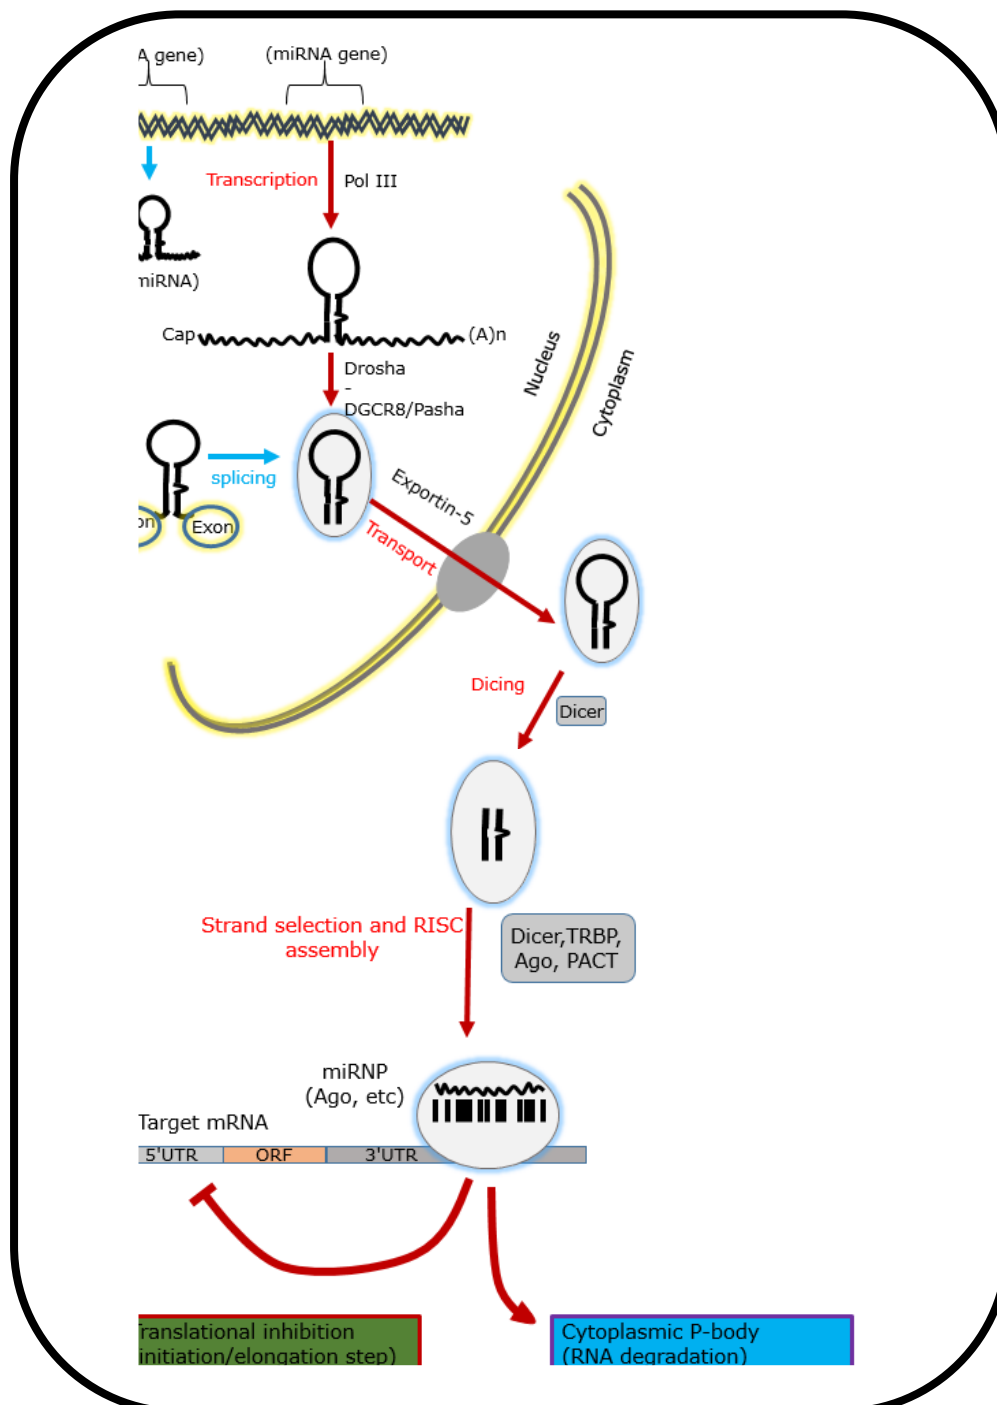 A gene)
(miRNA gene)
Transcription
Pol III
miRNA)
Cap
(A)n
Drosha
-
DGCR8/Pasha
Nucleus
Cytoplasm
splicing
on
Exon
Exportin-5
Transport
Dicing
Dicer
Strand selection and RISC
assembly
Dicer,TRBP,
Ago, PACT
miRNP
(Ago, etc)
Target mRNA
5'UTR
ORF
3'UTR
Translational inhibition
initiation/elongation step)
Cytoplasmic P-body
(RNA degradation)